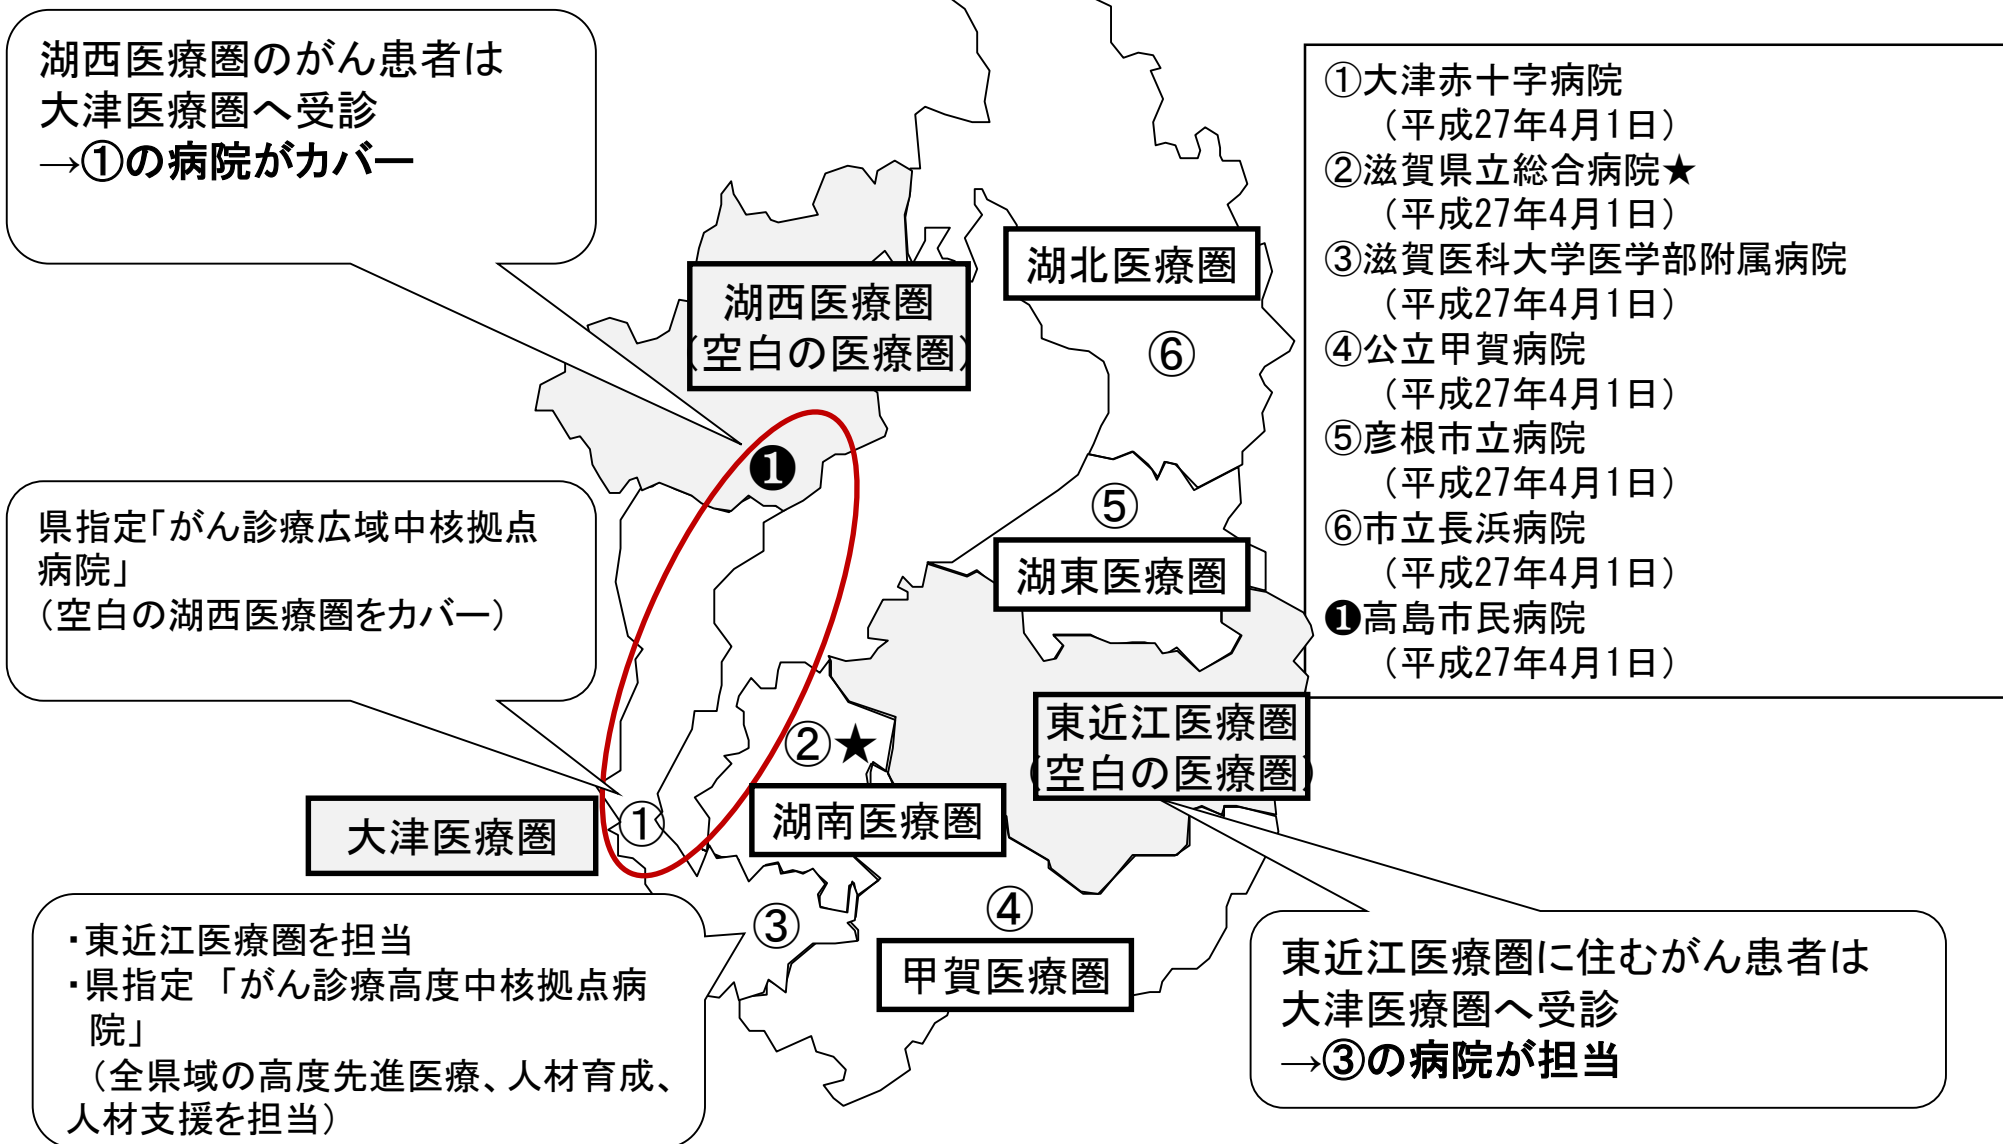 湖西医療圏のがん患者は
大津医療圏へ受診
→①の病院がカバー
①大津赤十字病院
（平成27年4月1日）
②滋賀県立総合病院★
（平成27年4月1日）
③滋賀医科大学医学部附属病院
（平成27年4月1日）
④公立甲賀病院
（平成27年4月1日）
⑤彦根市立病院
（平成27年4月1日）
⑥市立長浜病院
（平成27年4月1日）
❶高島市民病院
（平成27年4月1日）
湖北医療圏
湖西医療圏
（空白の医療圏）
⑥
❶
⑤
県指定「がん診療広域中核拠点
病院」
（空白の湖西医療圏をカバー）
湖東医療圏
東近江医療圏
（空白の医療圏）
②★
湖南医療圏
大津医療圏
①
③
④
甲賀医療圏
・東近江医療圏を担当
・県指定 「がん診療高度中核拠点病
院」
（全県域の高度先進医療、人材育成、
人材支援を担当）
東近江医療圏に住むがん患者は
大津医療圏へ受診
→③の病院が担当